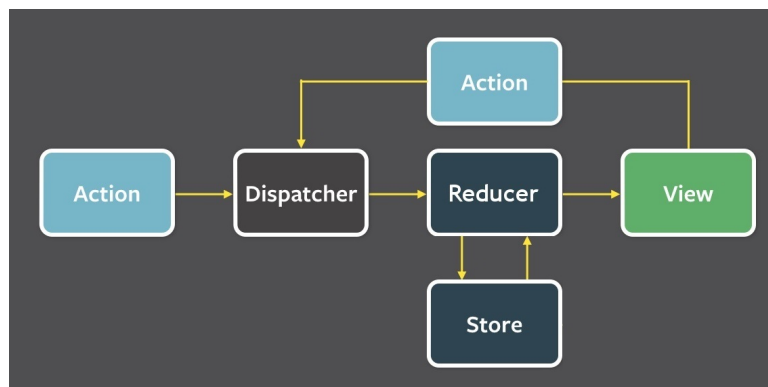 Action
Action
Dispatcher
Reducer
View
Store